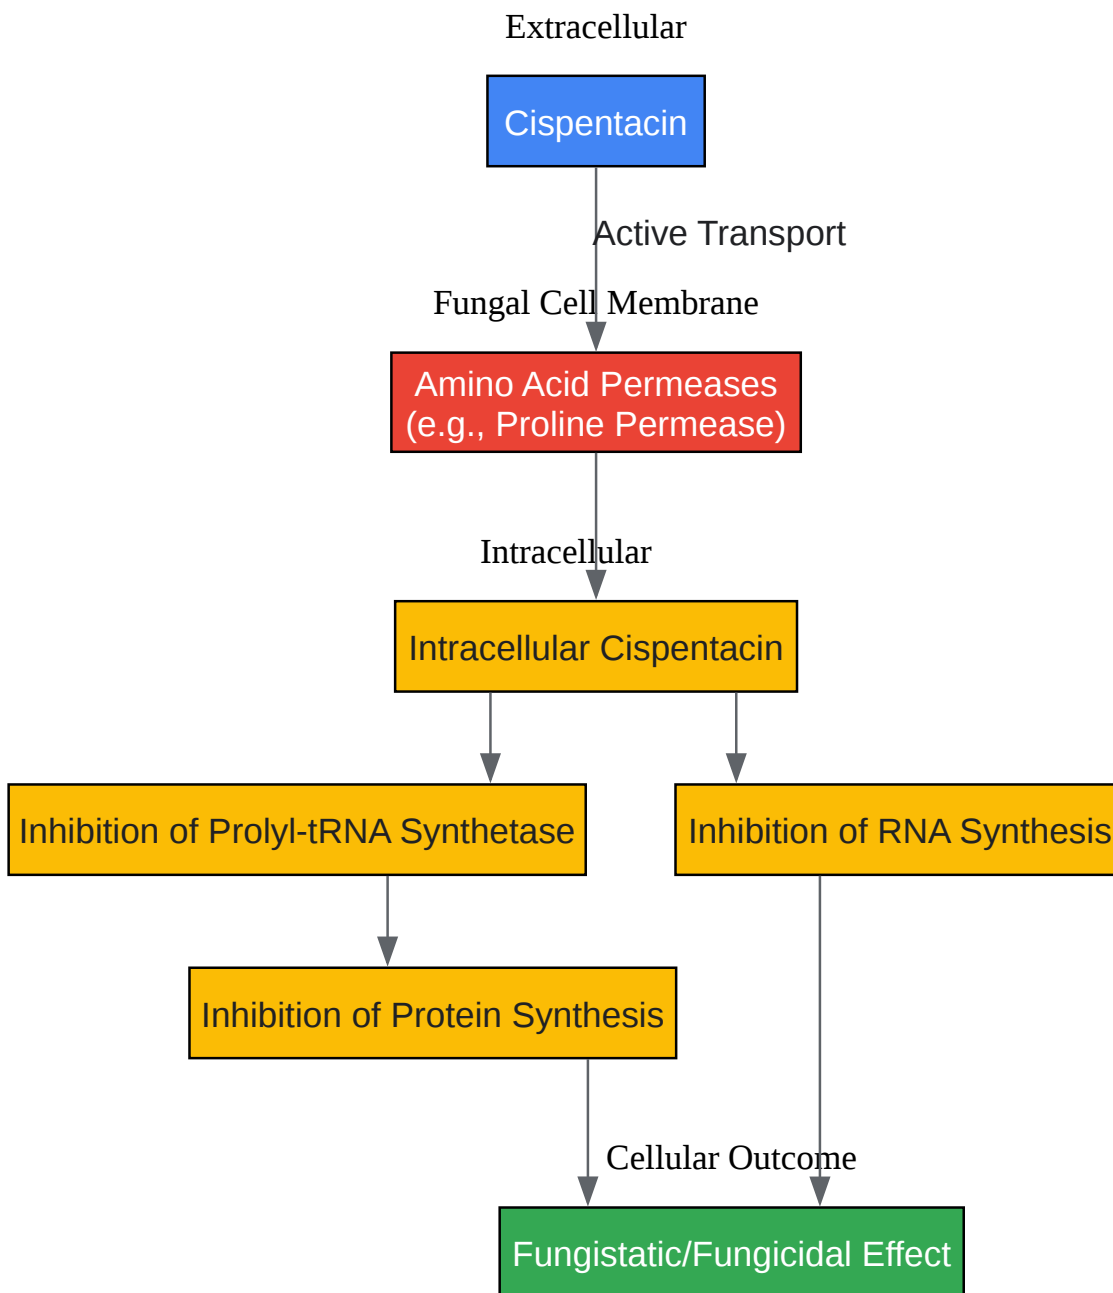 Extracellular
Cispentacin
Active Transport
Fungal Cell Membrane
Amino Acid Permeases
(e.g., Proline Permease)
Intracellular
Intracellular Cispentacin
Inhibition of Prolyl-tRNA Synthetase
Inhibition of RNA Synthesis
Inhibition of Protein Synthesis
Cellular Outcome
Fungistatic/Fungicidal Effect